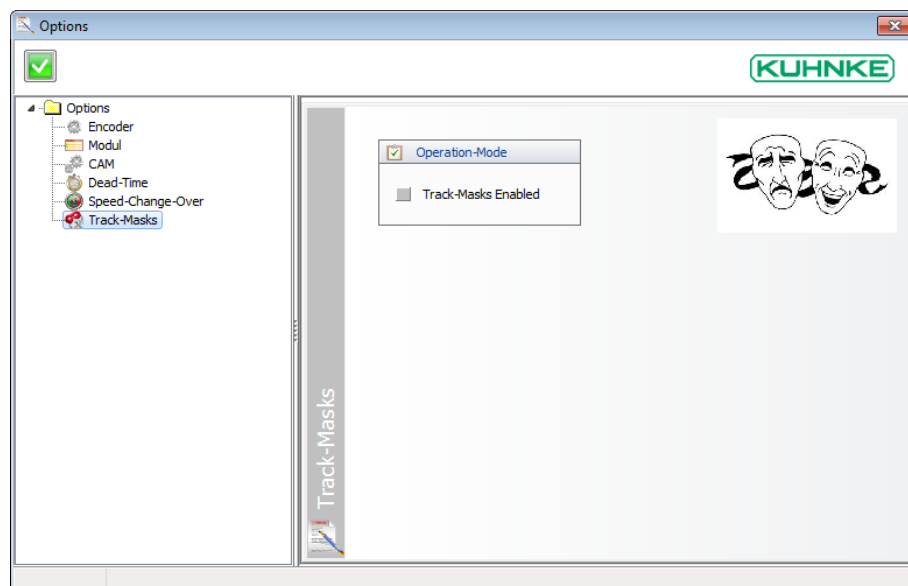 Options
KUHNKE
Options
Encoder
Modul
CAM
Dead-Time
Speed-Change-Over
Track-Masks
Operation-Mode
Track-Masks Enabled
Track-Masks